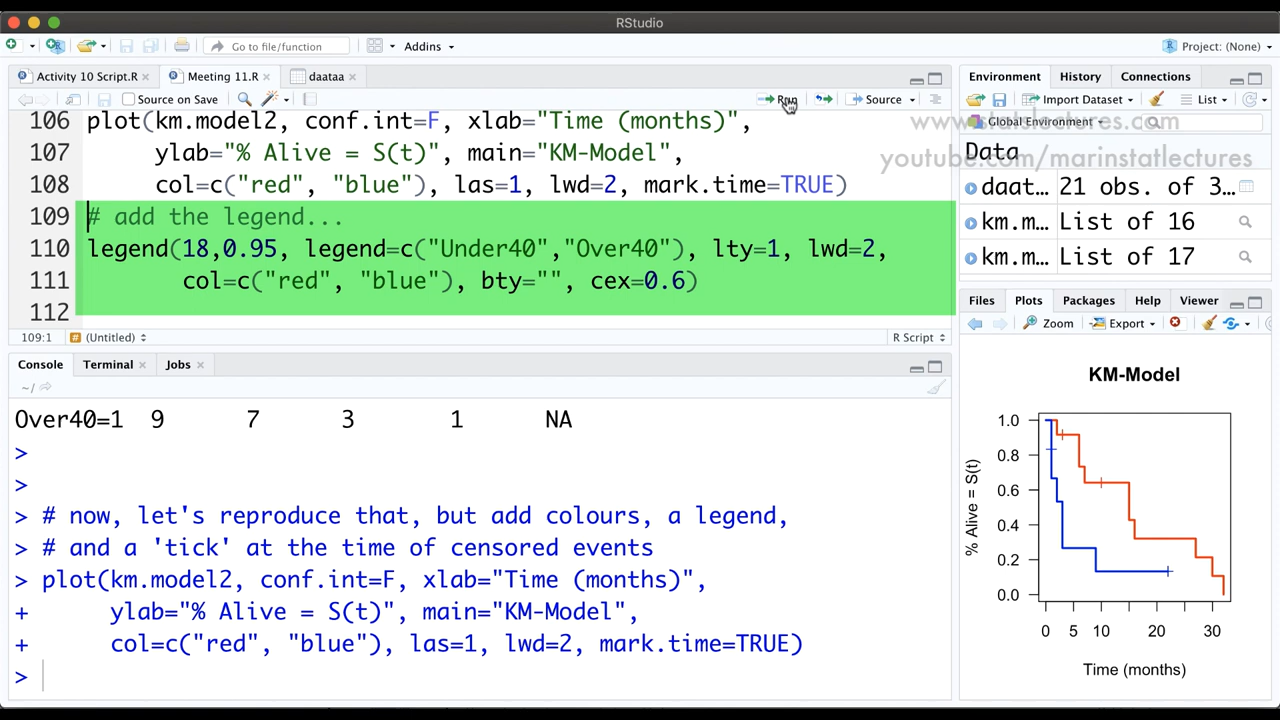 RStudio
Go to file/function
Addins
Project: (None)
Activity 10 Script.R
Meeting 11.R
daataa
Source on Save
Run
Source
106 plot(km.model2, conf.int=F, xlab="Time (months)",
107 ylab="% Alive = S(t)", main="KM-Model",
108 col=c("red", "blue"), las=1, lwd=2, mark.time=TRUE)
109 # add the legend...
110 legend(18,0.95, legend=c("Under40","Over40"), lty=1, lwd=2,
111 col=c("red", "blue"), bty="", cex=0.6)
112
109:1
(Untitled)
R Script
Console
Terminal
Jobs
~/
Over40=1 9 7 3 1 NA
>
>
> # now, let's reproduce that, but add colours, a legend,
> # and a 'tick' at the time of censored events
> plot(km.model2, conf.int=F, xlab="Time (months)",
+ ylab="% Alive = S(t)", main="KM-Model",
+ col=c("red", "blue"), las=1, lwd=2, mark.time=TRUE)
>
Environment
History
Connections
Import Dataset
List
Global Environment
www.statslectures.com
youtube.com/marinstatlectures
Data
daat... 21 obs. of 3...
km.m... List of 16
km.m... List of 17
Files
Plots
Packages
Help
Viewer
Zoom
Export
KM-Model
1.0
0.8
0.6
0.4
0.2
0.0
% Alive = S(t)
0 5 10 20 30
Time (months)